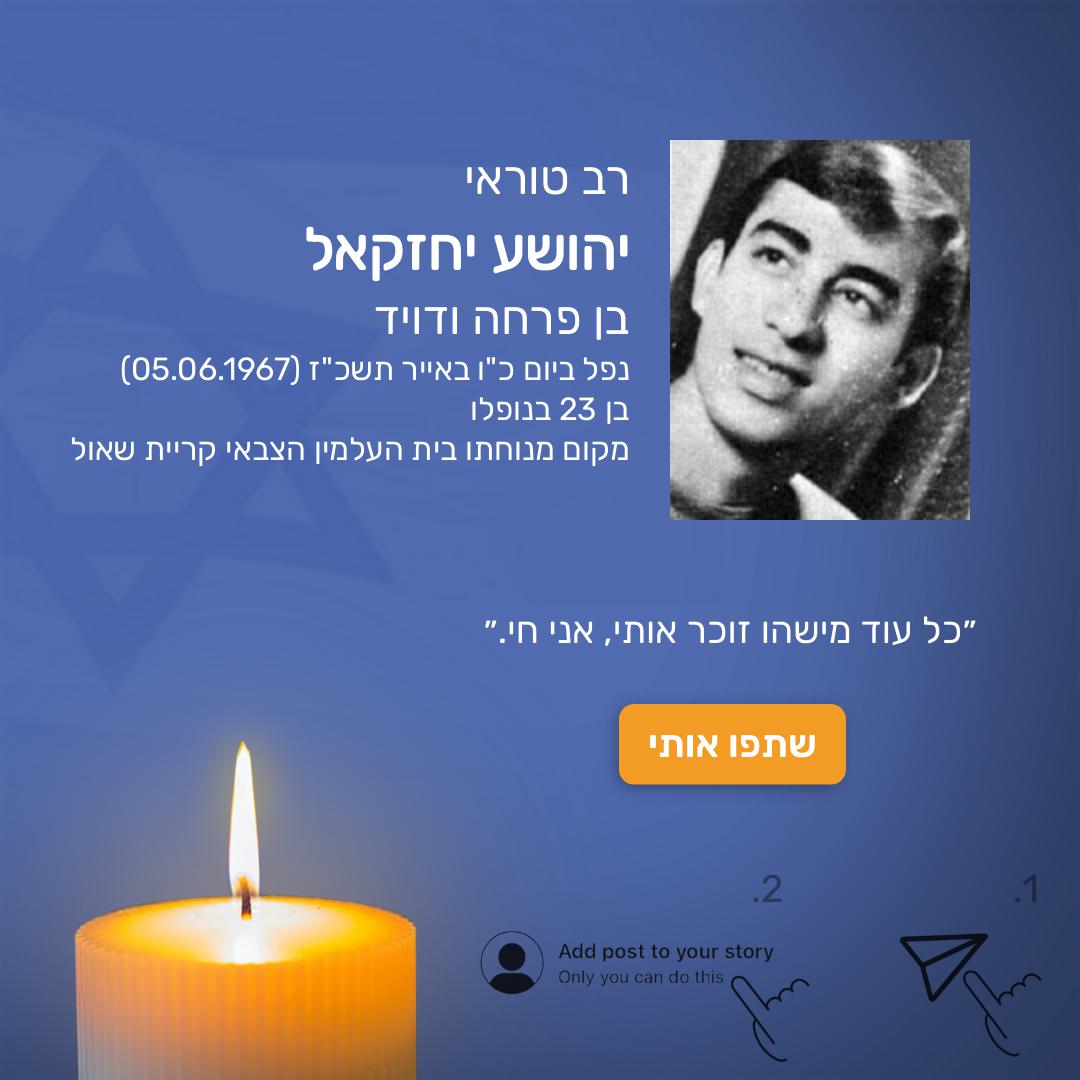 רב טוראי
יהושע יחזקאל
בן פרחה ודויד
נפל ביום כ"ו באייר תשכ"ז (05.06.1967)
בן 23 בנופלו
מקום מנוחתו בית העלמין הצבאי קריית שאול
״כל עוד מישהו זוכר אותי, אני חי.״
שתפו אותי
.1
.2
Add post to your story
Only you can do this